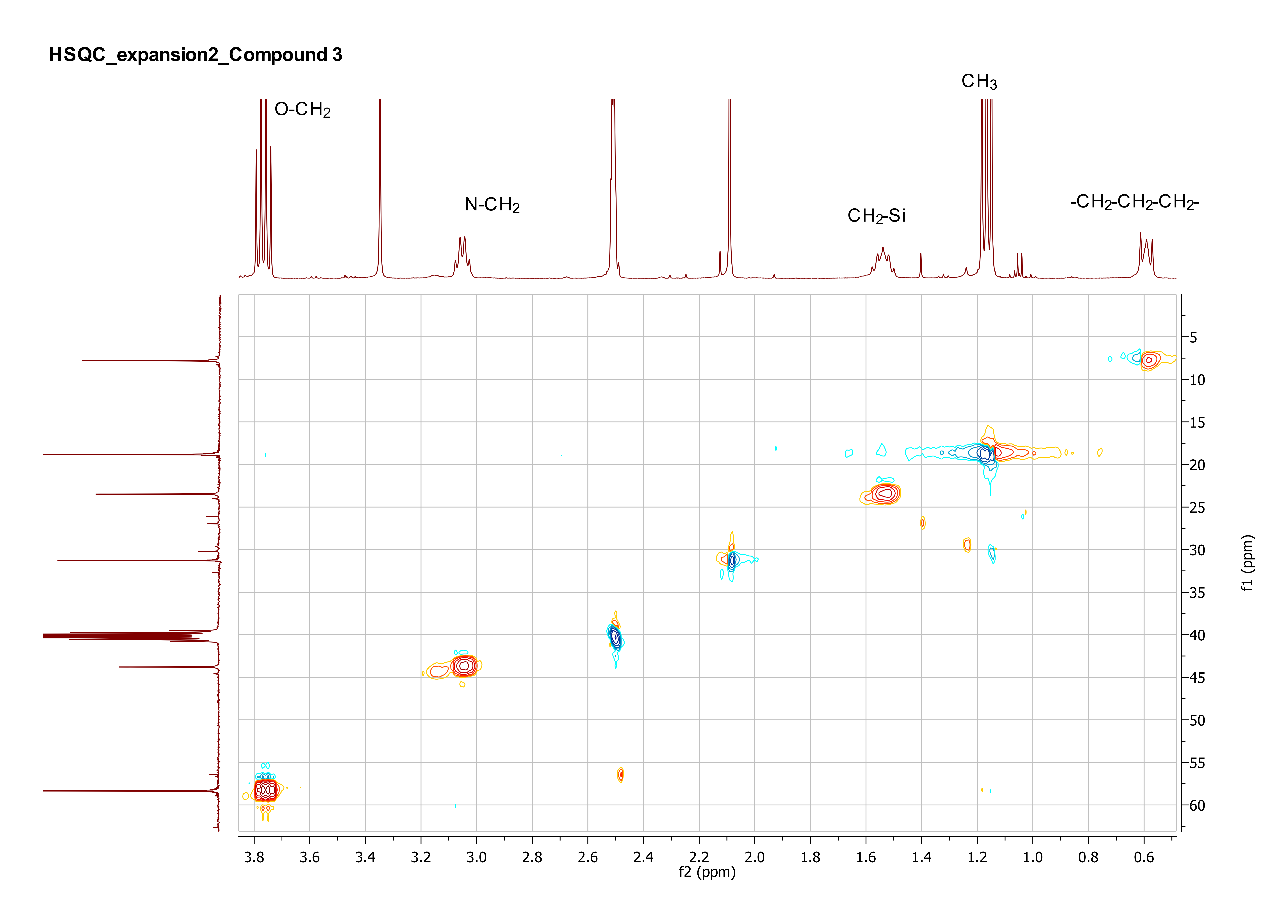 HSQC_expansion2_Compound 3
CH₃
O-CH₂
N-CH₂
CH₂-Si
-CH₂-CH₂-CH₂-
5
10
15
20
25
30
35
40
45
50
55
60
f1 (ppm)
3.8 3.6 3.4 3.2 3.0 2.8 2.6 2.4 2.2 2.0 1.8 1.6 1.4 1.2 1.0 0.8 0.6
f2 (ppm)